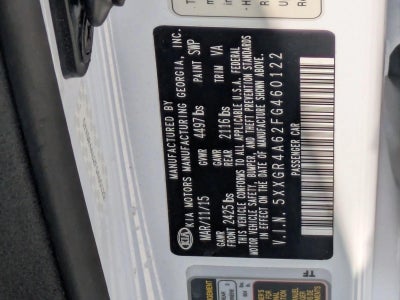 MANUFACTURED BY
KIA KIA MOTORS MANUFACTURING GEORGIA, INC.
MAR/11/15 GVWR 4497 lbs PAINT SWP
GAWR FRONT 2425 lbs GAWR REAR 2116 lbs TRIM VA
THIS VEHICLE CONFORMS TO ALL APPLICABLE U.S.A. FEDERAL
MOTOR VEHICLE SAFETY, BUMPER, AND THEFT PREVENTION STANDARDS
IN EFFECT ON THE DATE OF MANUFACTURE SHOWN ABOVE.
V.I.N. 5XXGR4A62FG460122
PASSENGER CAR
TF